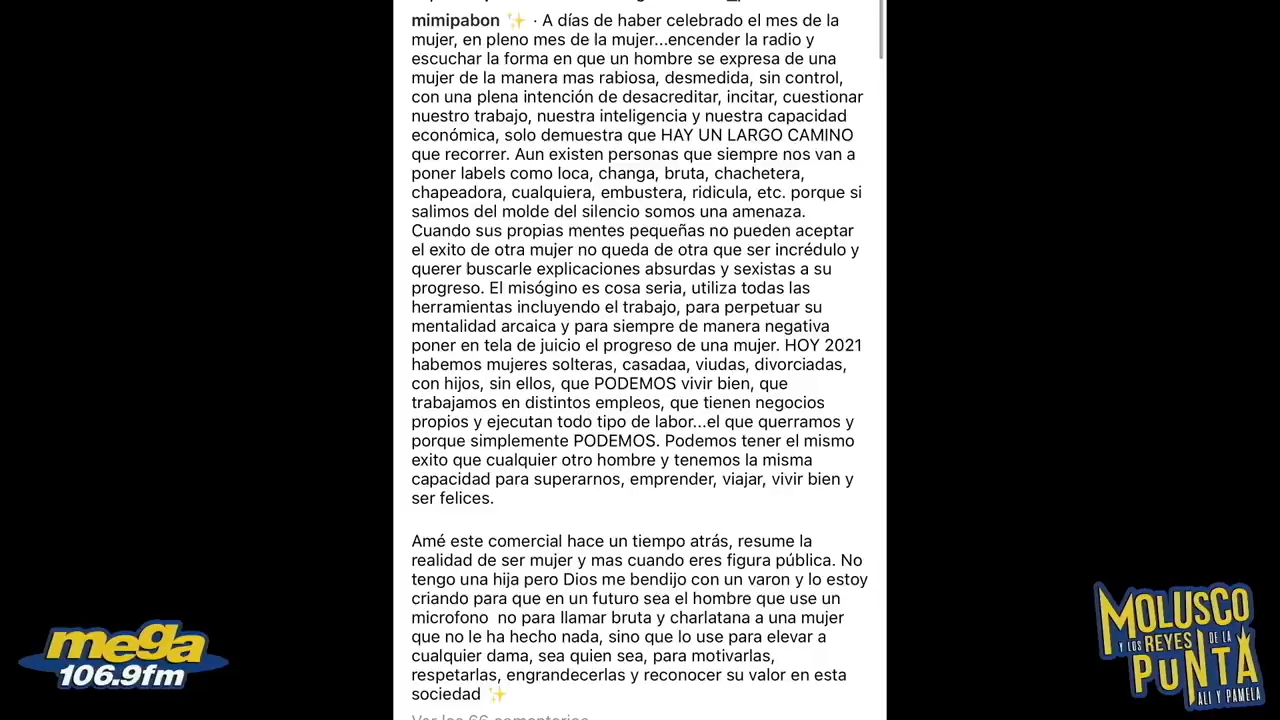 mimipabon ✨ · A días de haber celebrado el mes de la
mujer, en pleno mes de la mujer...encender la radio y
escuchar la forma en que un hombre se expresa de una
mujer de la manera mas rabiosa, desmedida, sin control,
con una plena intención de desacreditar, incitar, cuestionar
nuestro trabajo, nuestra inteligencia y nuestra capacidad
económica, solo demuestra que HAY UN LARGO CAMINO
que recorrer. Aun existen personas que siempre nos van a
poner labels como loca, changa, bruta, chachetera,
chapeadora, cualquiera, embustera, ridicula, etc. porque si
salimos del molde del silencio somos una amenaza.
Cuando sus propias mentes pequeñas no pueden aceptar
el exito de otra mujer no queda de otra que ser incrédulo y
querer buscarle explicaciones absurdas y sexistas a su
progreso. El misógino es cosa seria, utiliza todas las
herramientas incluyendo el trabajo, para perpetuar su
mentalidad arcaica y para siempre de manera negativa
poner en tela de juicio el progreso de una mujer. HOY 2021
habemos mujeres solteras, casadaa, viudas, divorciadas,
con hijos, sin ellos, que PODEMOS vivir bien, que
trabajamos en distintos empleos, que tienen negocios
propios y ejecutan todo tipo de labor...el que querramos y
porque simplemente PODEMOS. Podemos tener el mismo
exito que cualquier otro hombre y tenemos la misma
capacidad para superarnos, emprender, viajar, vivir bien y
ser felices.
Amé este comercial hace un tiempo atrás, resume la
realidad de ser mujer y mas cuando eres figura pública. No
tengo una hija pero Dios me bendijo con un varon y lo estoy
criando para que en un futuro sea el hombre que use un
microfono no para llamar bruta y charlatana a una mujer
que no le ha hecho nada, sino que lo use para elevar a
cualquier dama, sea quien sea, para motivarlas,
respetarlas, engrandecerlas y reconocer su valor en esta
sociedad ✨
Ver los 66 comentarios
mega
106.9fm
MOLUSCO
Y LOS REYES DE LA
PUNTA
ALI Y PAMELA